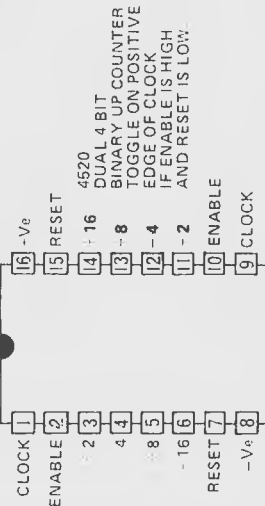 CLOCK 1
ENABLE 2
÷ 2 3
4 4
÷ 8 5
- 16 6
RESET 7
-Ve 8
16 -Ve
15 RESET
14 - 16
13 - 8
12 - 4
11 - 2
10 ENABLE
9 CLOCK
4520
DUAL 4 BIT
BINARY UP COUNTER
TOGGLE ON POSITIVE
EDGE OF CLOCK
IF ENABLE IS HIGH
AND RESET IS LOW.